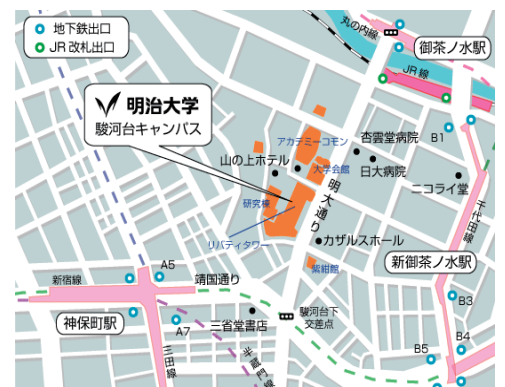 地下鉄出口
JR 改札出口
丸の内線
御茶ノ水駅
JR 線
明治大学
駿河台キャンパス
アカデミーコモン
杏雲堂病院
B1
山の上ホテル
大学会館
日大病院
ニコライ堂
研究棟
明大通り
千代田線
リバティタワー
カザルスホール
新御茶ノ水駅
A5
紫紺館
新宿線
靖国通り
B3
神保町駅
A7
三省堂書店
駿河台下
交差点
三田線
半蔵門線
B5
B4